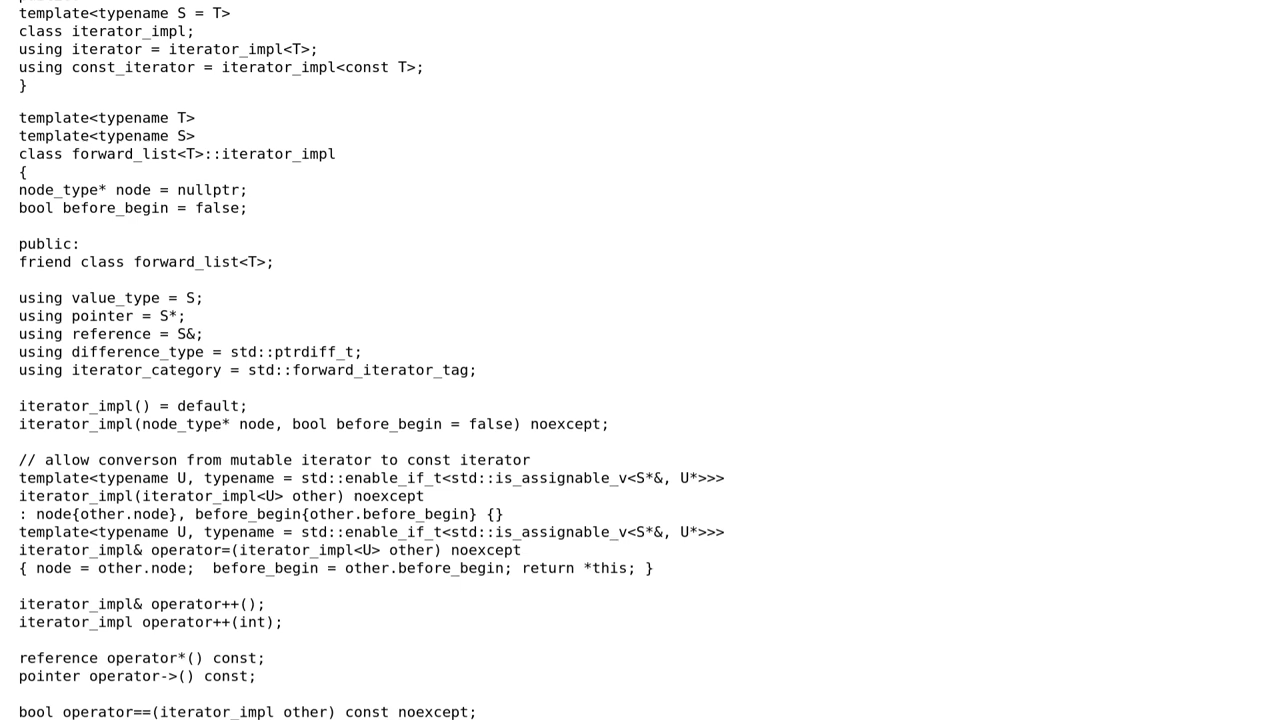 template<typename S = T>
class iterator_impl;
using iterator = iterator_impl<T>;
using const_iterator = iterator_impl<const T>;
}
template<typename T>
template<typename S>
class forward_list<T>::iterator_impl
{
node_type* node = nullptr;
bool before_begin = false;
public:
friend class forward_list<T>;
using value_type = S;
using pointer = S*;
using reference = S&;
using difference_type = std::ptrdiff_t;
using iterator_category = std::forward_iterator_tag;
iterator_impl() = default;
iterator_impl(node_type* node, bool before_begin = false) noexcept;
// allow converson from mutable iterator to const iterator
template<typename U, typename = std::enable_if_t<std::is_assignable_v<S*&, U*>>>
iterator_impl(iterator_impl<U> other) noexcept
: node{other.node}, before_begin{other.before_begin} {}
template<typename U, typename = std::enable_if_t<std::is_assignable_v<S*&, U*>>>
iterator_impl& operator=(iterator_impl<U> other) noexcept
{ node = other.node;  before_begin = other.before_begin; return *this; }
iterator_impl& operator++();
iterator_impl operator++(int);
reference operator*() const;
pointer operator->() const;
bool operator==(iterator_impl other) const noexcept;